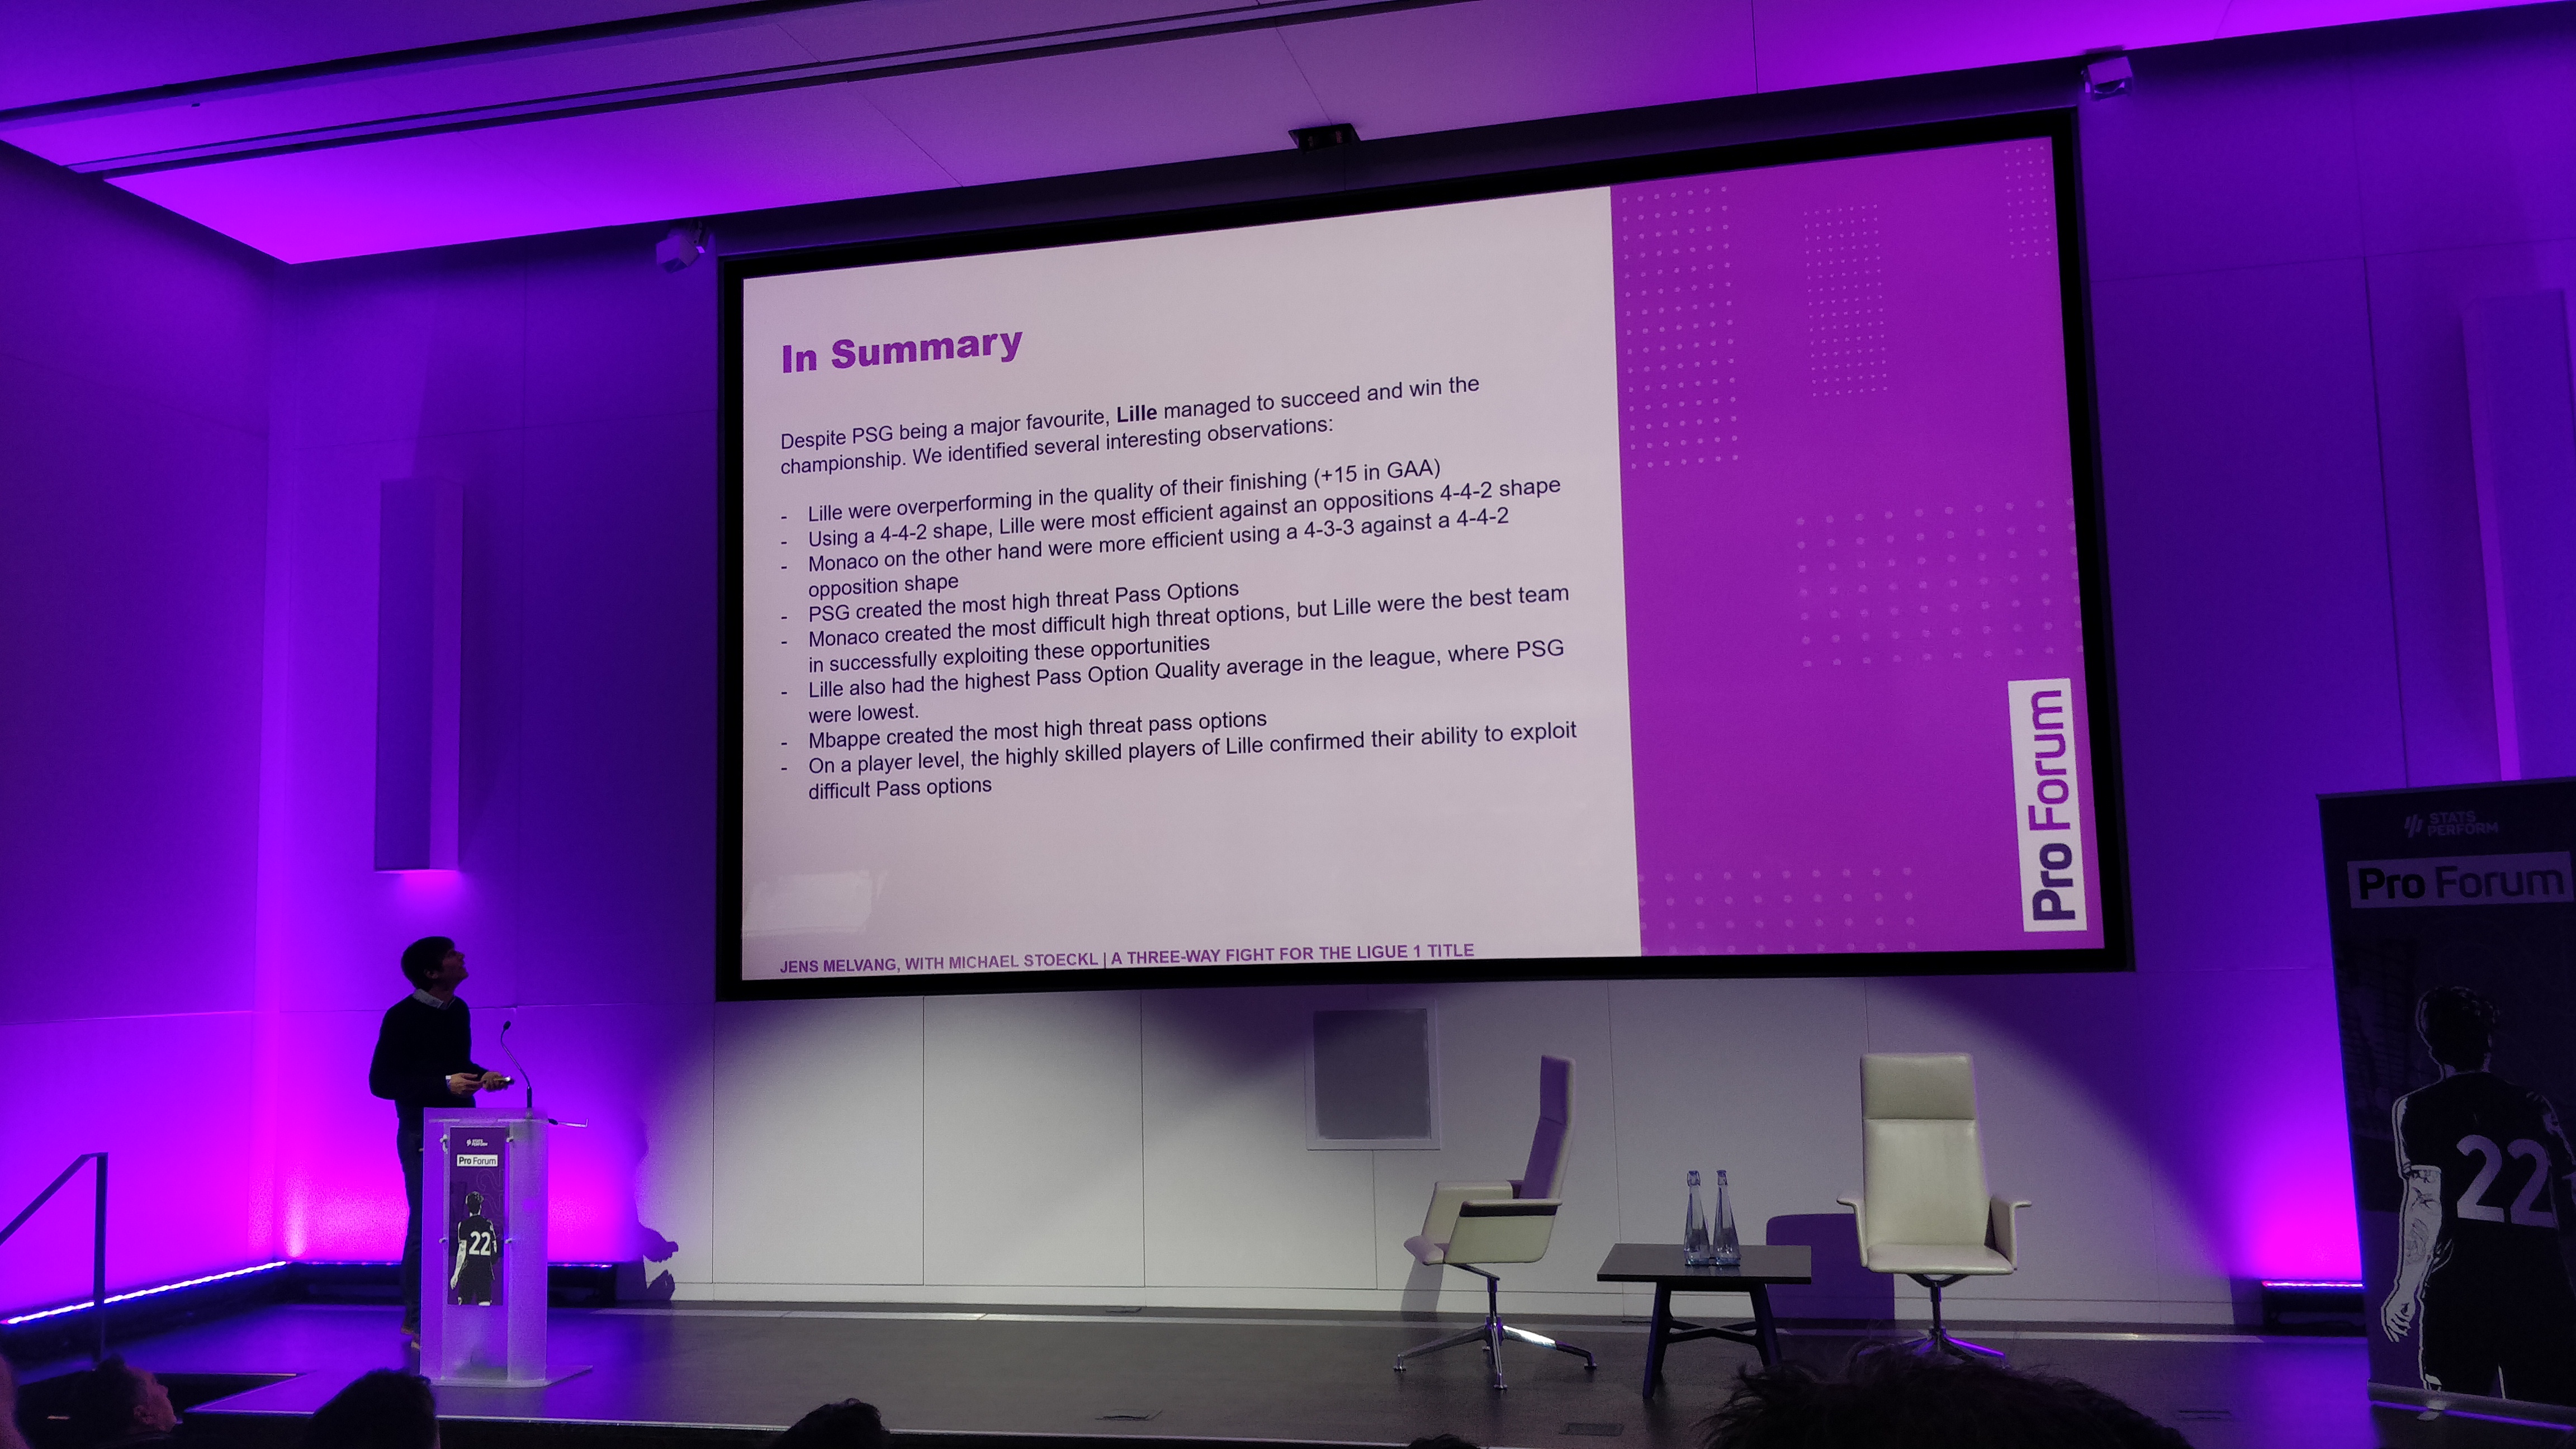 In Summary
Despite PSG being a major favourite, Lille managed to succeed and win the
championship. We identified several interesting observations:
- Lille were overperforming in the quality of their finishing (+15 in GAA)
- Using a 4-4-2 shape, Lille were most efficient against an oppositions 4-4-2 shape
- Monaco on the other hand were more efficient using a 4-3-3 against a 4-4-2
opposition shape
- PSG created the most high threat Pass Options
- Monaco created the most difficult high threat options, but Lille were the best team
in successfully exploiting these opportunities
- Lille also had the highest Pass Option Quality average in the league, where PSG
were lowest.
- Mbappe created the most high threat pass options
- On a player level, the highly skilled players of Lille confirmed their ability to exploit
difficult Pass options
JENS MELVANG, WITH MICHAEL STOECKL | A THREE-WAY FIGHT FOR THE LIGUE 1 TITLE
Pro Forum
STATS
PERFORM
Pro Forum
22
STATS
PERFORM
Pro Forum
22